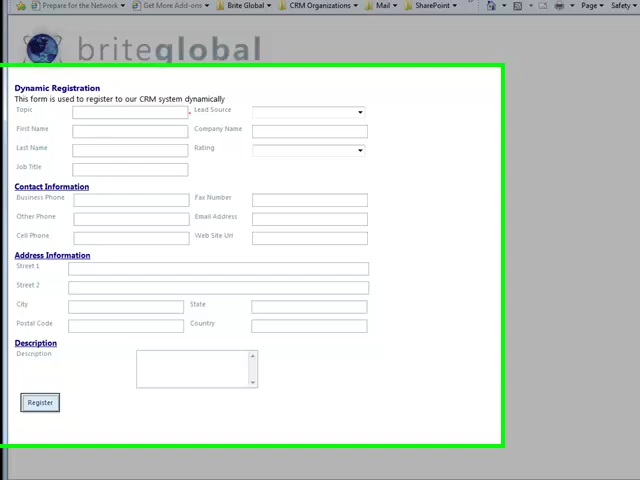 Prepare for the Network Get More Add-ons Brite Global CRM Organizations Mail SharePoint Page Safety
briteglobal
Dynamic Registration
This form is used to register to our CRM system dynamically
Topic Lead Source
First Name Company Name
Last Name Rating
Job Title
Contact Information
Business Phone Fax Number
Other Phone Email Address
Cell Phone Web Site Url
Address Information
Street 1
Street 2
City State
Postal Code Country
Description
Description
Register